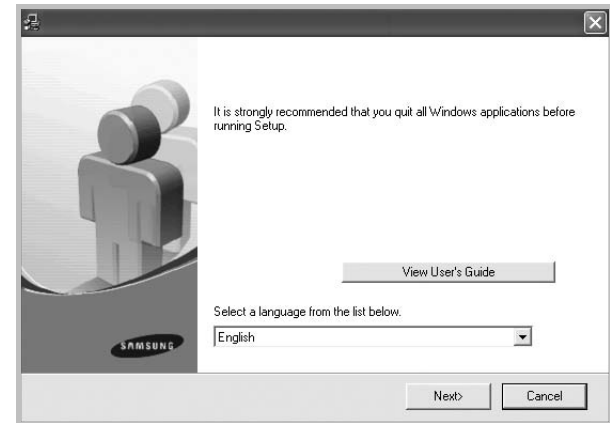 It is strongly recommended that you quit all Windows applications before
running Setup.
View User's Guide
Select a language from the list below.
English
SAMSUNG
Next>
Cancel